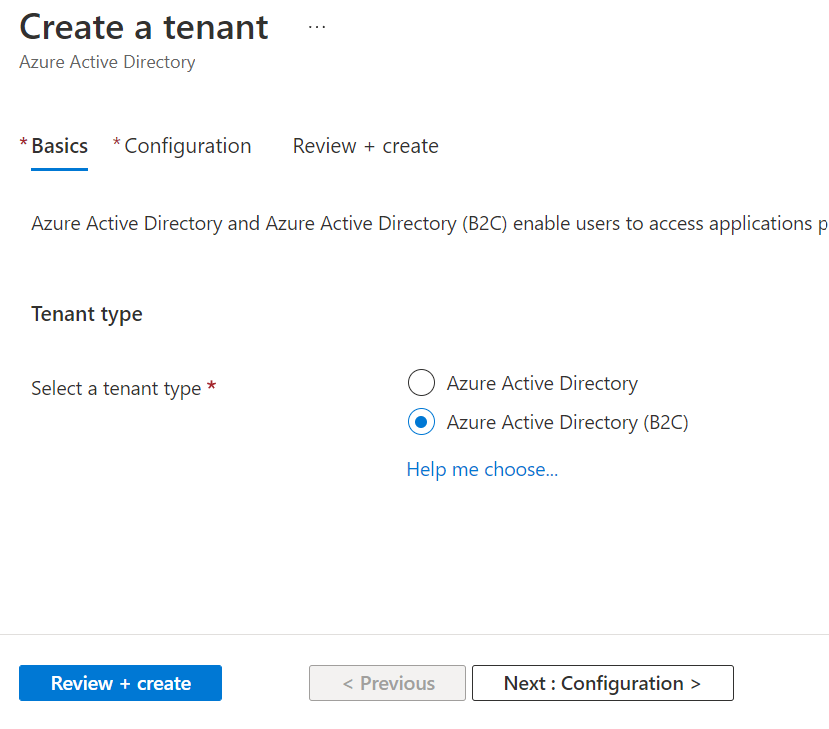 Create a tenant ...
Azure Active Directory
* Basics * Configuration Review + create
Azure Active Directory and Azure Active Directory (B2C) enable users to access applications p
Tenant type
Select a tenant type *
Azure Active Directory
Azure Active Directory (B2C)
Help me choose...
Review + create < Previous Next : Configuration >